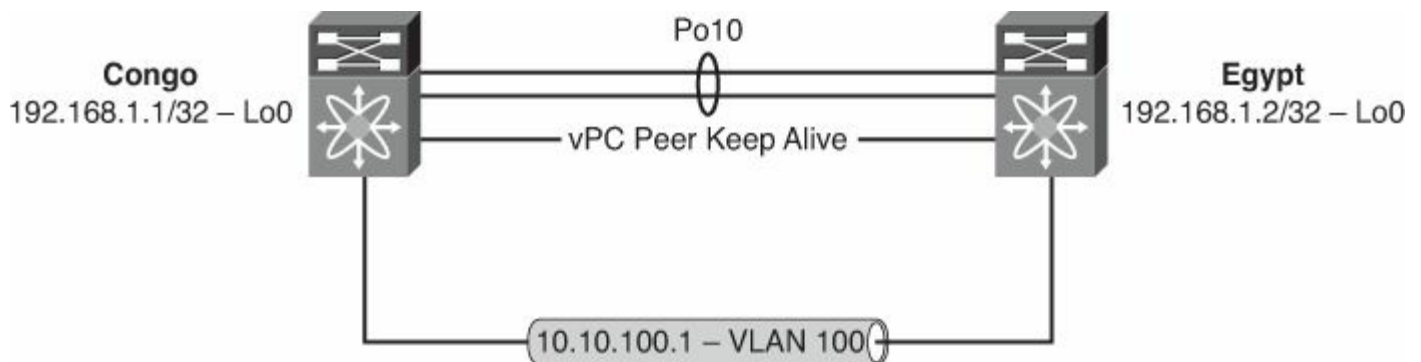 Po10
Congo
192.168.1.1/32 – Lo0
Egypt
192.168.1.2/32 – Lo0
vPC Peer Keep Alive
10.10.100.1 – VLAN 100